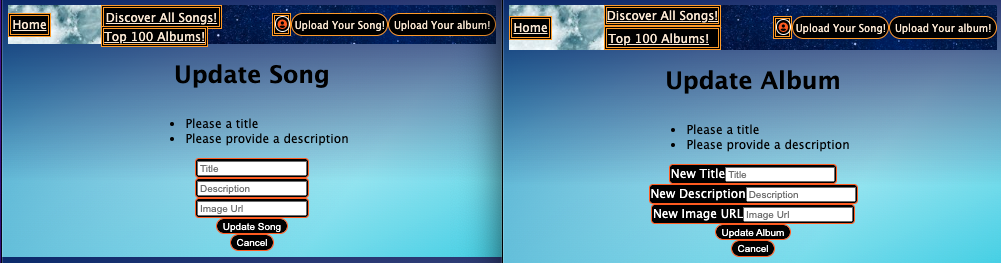 Home
Discover All Songs!
Top 100 Albums!
Upload Your Song!
Upload Your album!
Update Song
Please a title
Please provide a description
Title
Description
Image Url
Update Song
Cancel
Home
Discover All Songs!
Top 100 Albums!
Upload Your Song!
Upload Your album!
Update Album
Please a title
Please provide a description
New Title Title
New Description Description
New Image URL Image Url
Update Album
Cancel